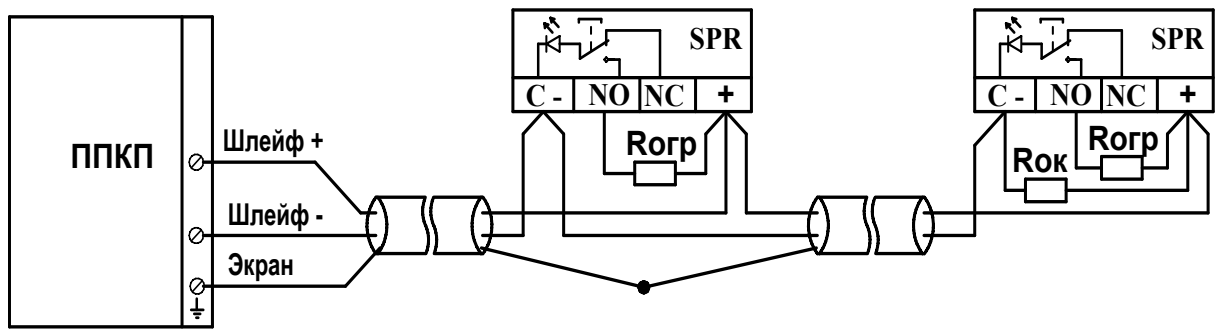 ППКП
Шлейф +
Шлейф -
Экран
SPR
C - NO NC +
Rогр
SPR
C - NO NC +
Rогр
Rок